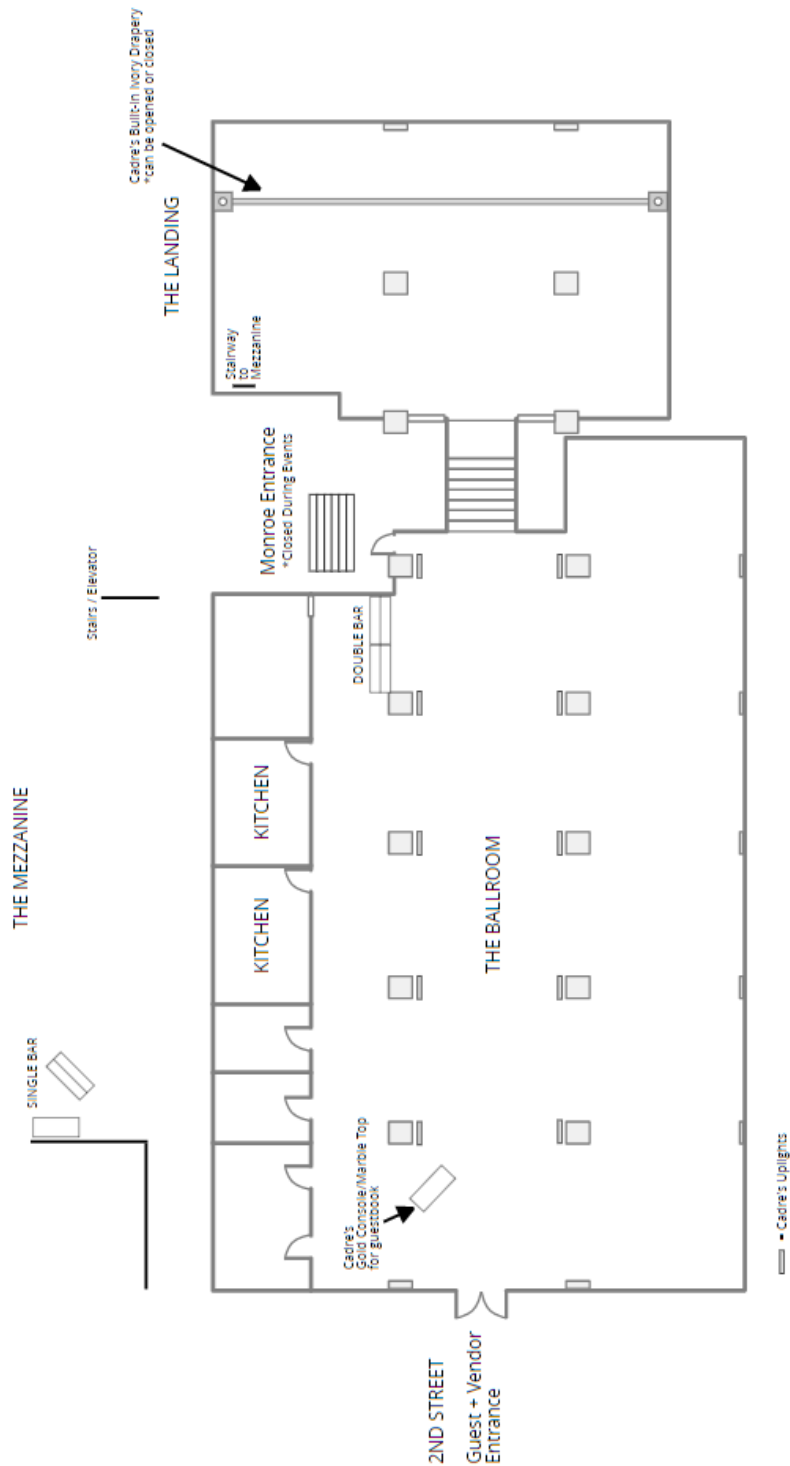 THE MEZZANINE
SINGLE BAR
Stairs / Elevator
Cadre's Built-In Ivory Drapery
*can be opened or closed
THE LANDING
Stairway
to
Mezzanine
Monroe Entrance
*Closed During Events
DOUBLE BAR
KITCHEN
KITCHEN
THE BALLROOM
Cadre's
Gold Console/Marble Top
for guestbook
2ND STREET
Guest + Vendor
Entrance
= Cadre's Uplights